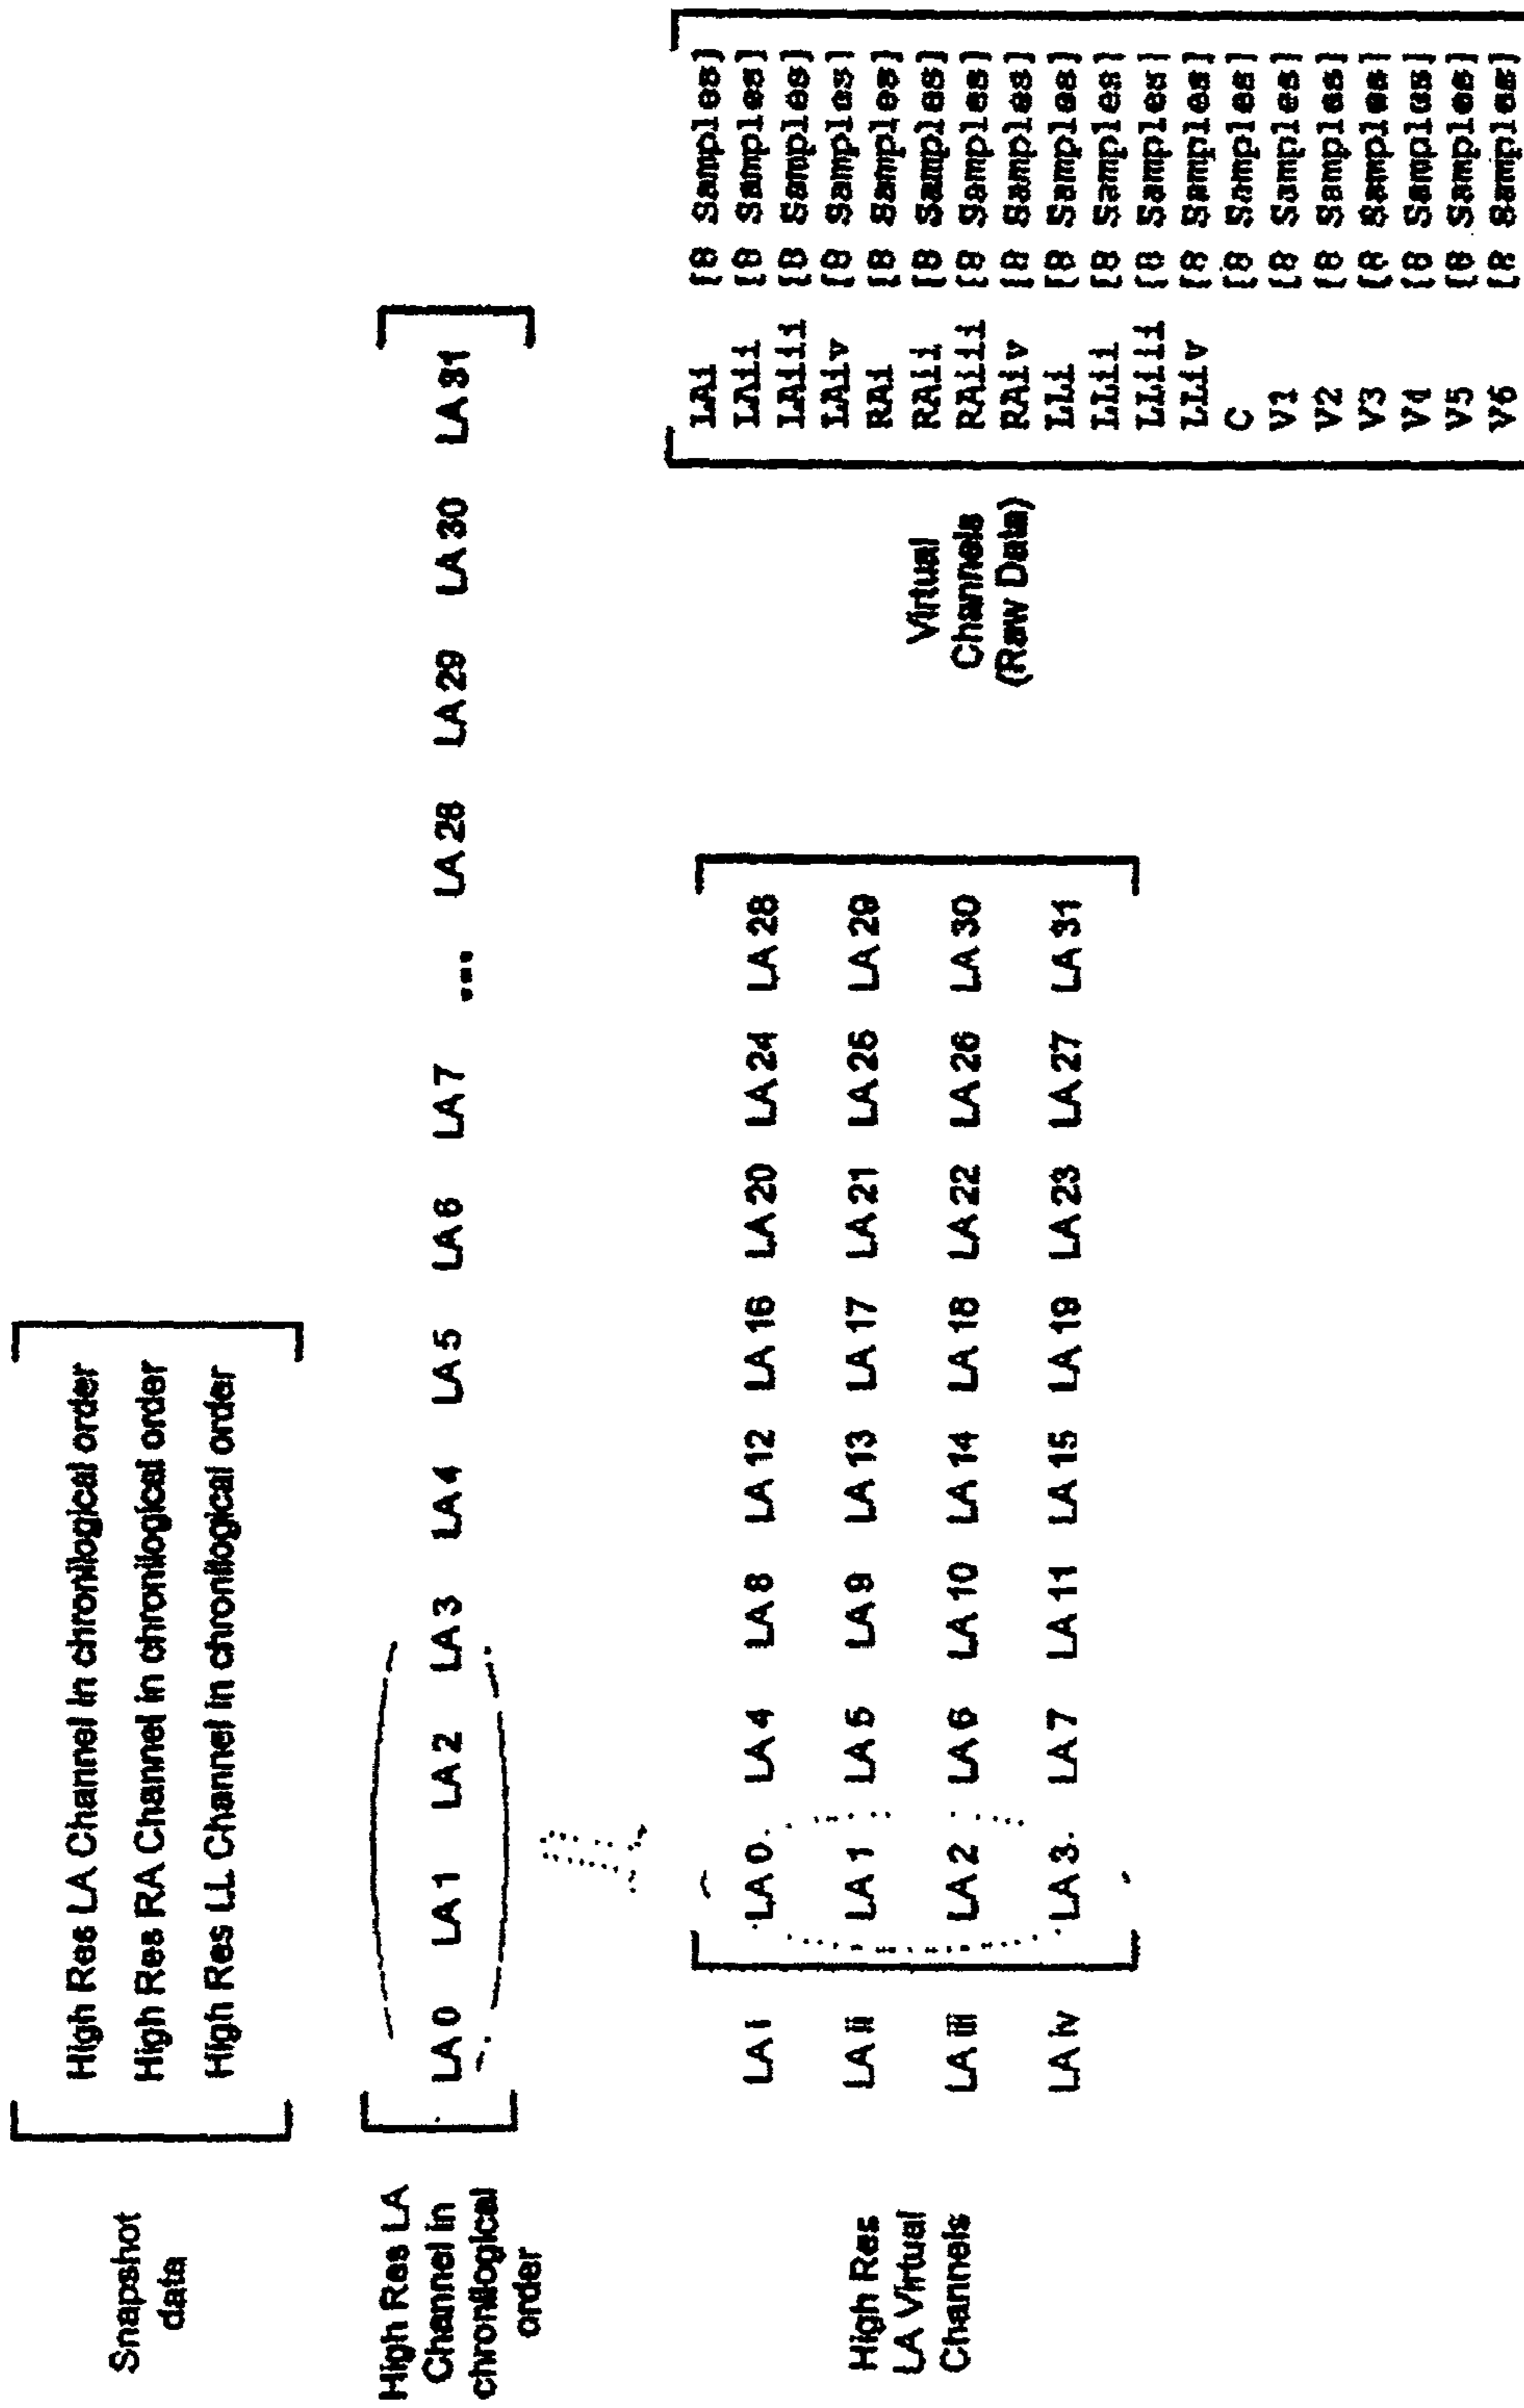 Snapshot
data
High Res LA Channel in chronilogical order
High Res RA Channel in chronilogical order
High Res LL Channel in chronilogical order
High Res LA
Channel in
chronilogical
order
LA 0 LA 1 LA 2 LA 3 LA 4 LA 5 LA 6 LA 7 ... LA 28 LA 29 LA 30 LA 31
High Res
LA Virtual
Channels
LA i LA 0 LA 4 LA 8 LA 12 LA 16 LA 20 LA 24 LA 28
LA ii LA 1 LA 5 LA 9 LA 13 LA 17 LA 21 LA 25 LA 29
LA iii LA 2 LA 6 LA 10 LA 14 LA 18 LA 22 LA 26 LA 30
LA iv LA 3 LA 7 LA 11 LA 15 LA 19 LA 23 LA 27 LA 31
Virtual
Channels
(Raw Data)
LAi [8 Samples]
LAii [8 Samples]
LAiii [8 Samples]
LAiv [8 Samples]
RAi [8 Samples]
RAii [8 Samples]
RAiii [8 Samples]
RAiv [8 Samples]
LLi [8 Samples]
LLii [8 Samples]
LLiii [8 Samples]
LLiv [8 Samples]
C [8 Samples]
V1 [8 Samples]
V2 [8 Samples]
V3 [8 Samples]
V4 [8 Samples]
V5 [8 Samples]
V6 [8 Samples]